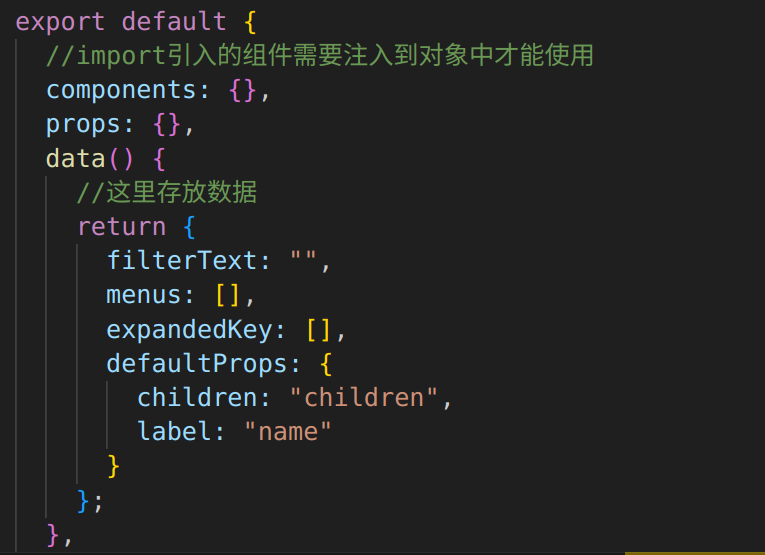 export default {
  //import引入的组件需要注入到对象中才能使用
  components: {},
  props: {},
  data() {
    //这里存放数据
    return {
      filterText: "",
      menus: [],
      expandedKey: [],
      defaultProps: {
        children: "children",
        label: "name"
      }
    };
  },